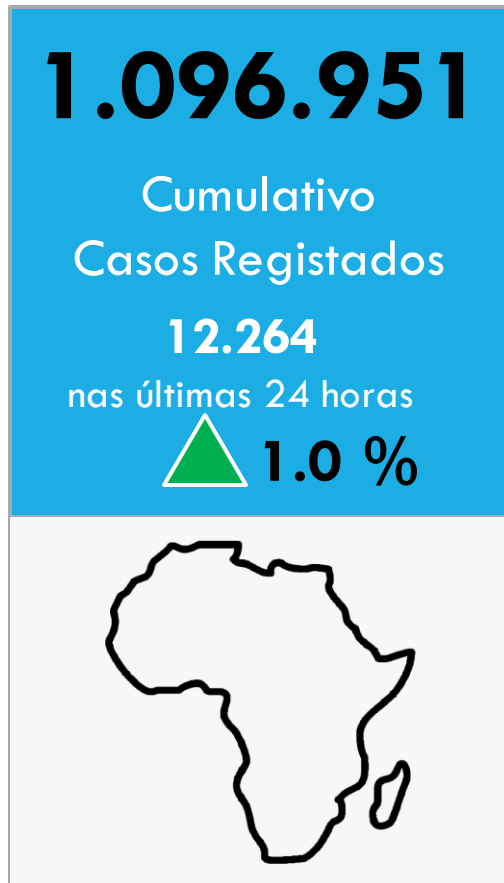 1.096.951
Cumulativo
Casos Registados
12.264
nas últimas 24 horas
1.0 %